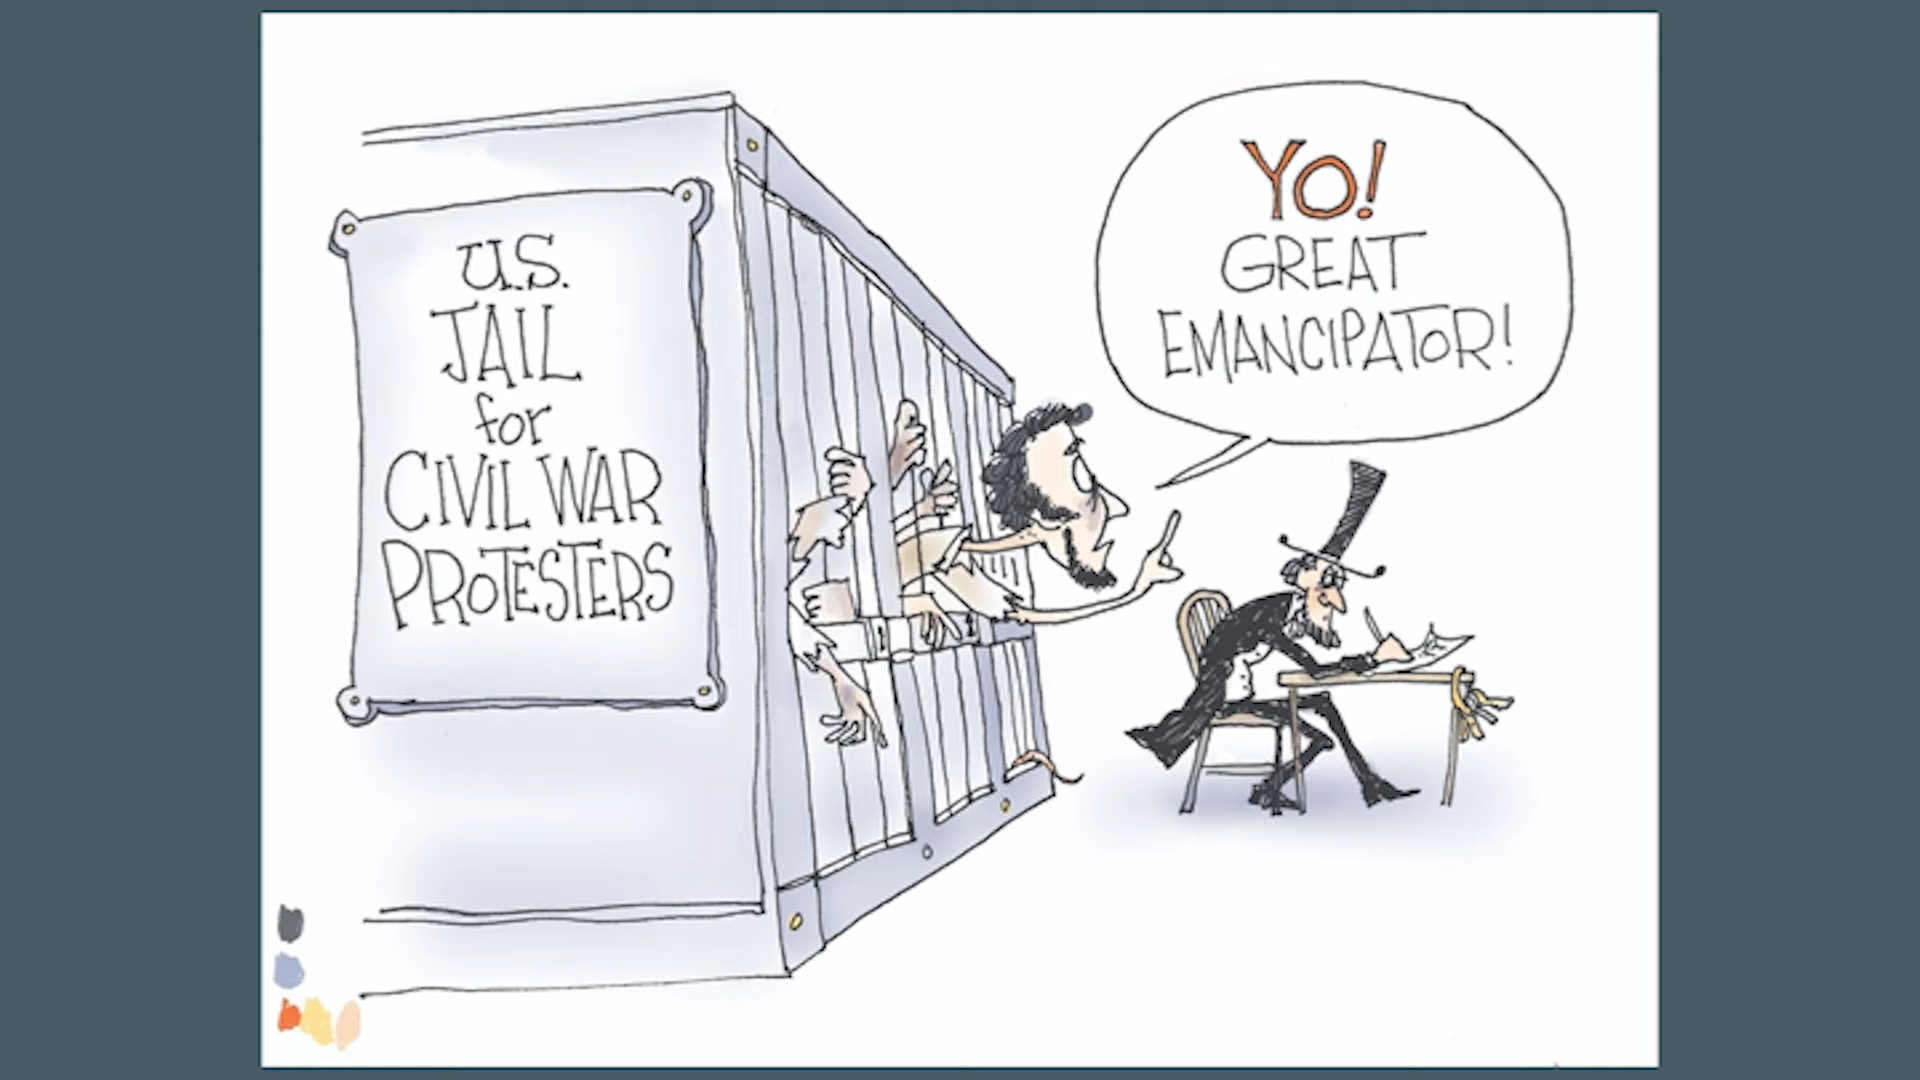 U.S.
JAIL
for
CIVIL WAR
PROTESTERS
YO!
GREAT
EMANCIPATOR!